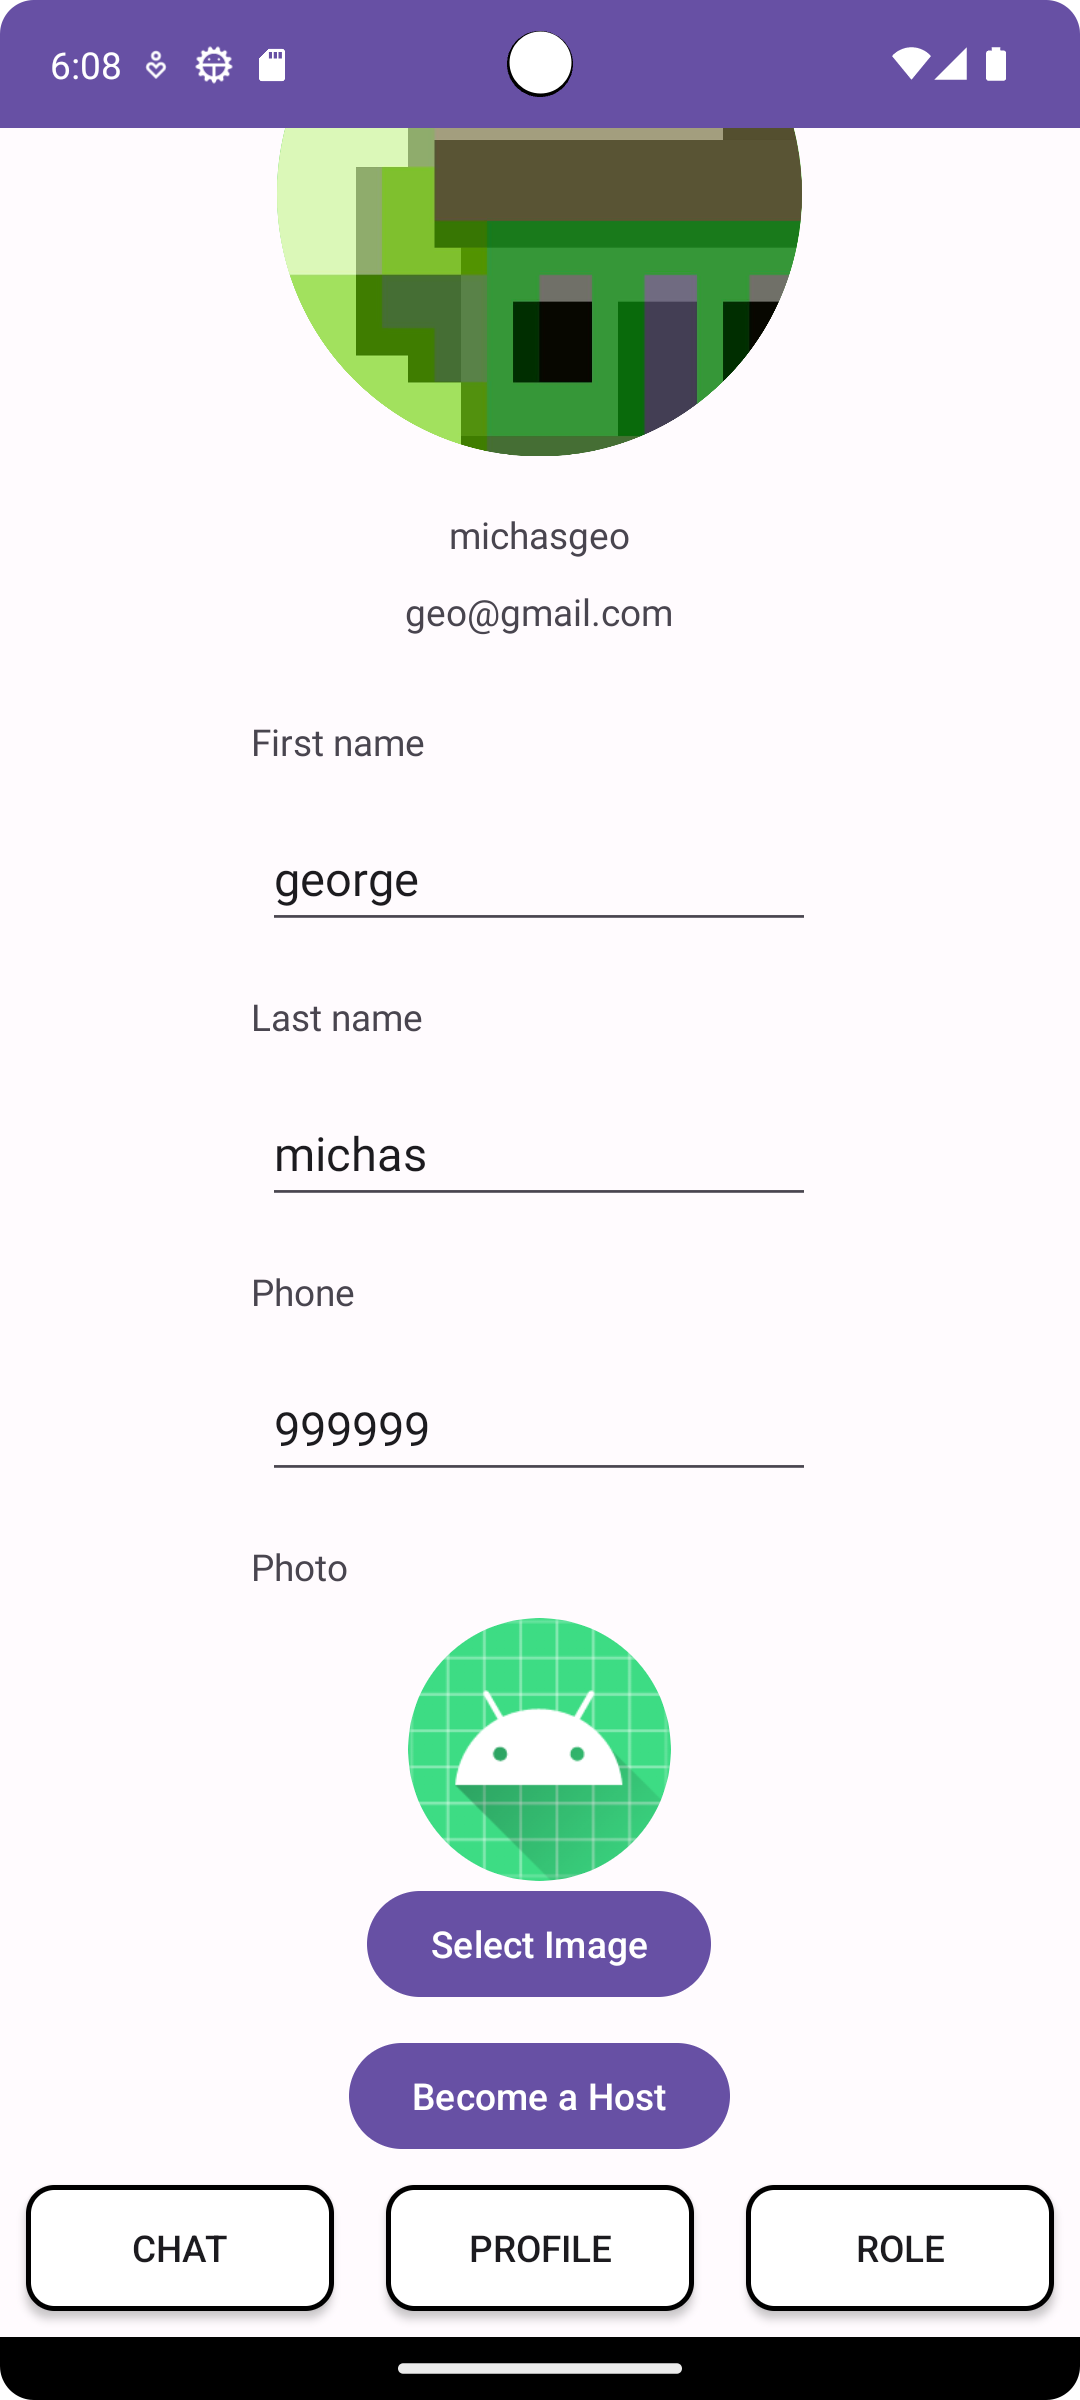 6:08
michasgeo
geo@gmail.com
First name
george
Last name
michas
Phone
999999
Photo
Select Image
Become a Host
CHAT PROFILE ROLE